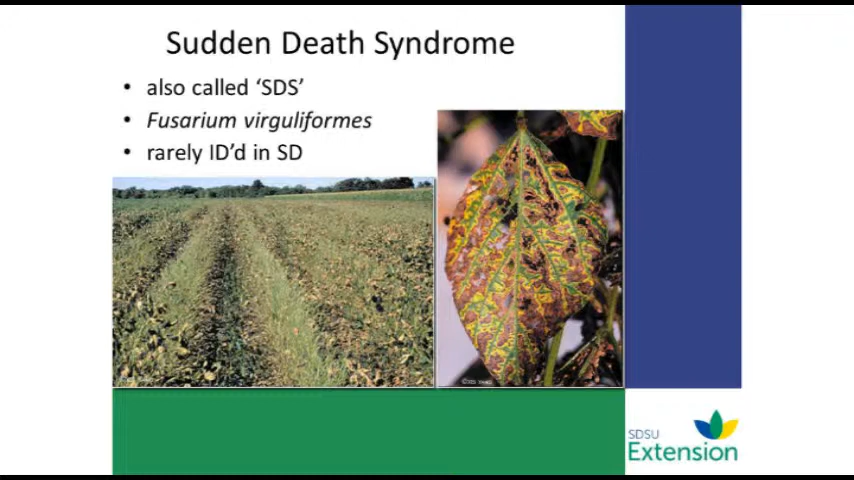 Sudden Death Syndrome
• also called ‘SDS’
• Fusarium virguliformes
• rarely ID’d in SD
SDSU
Extension